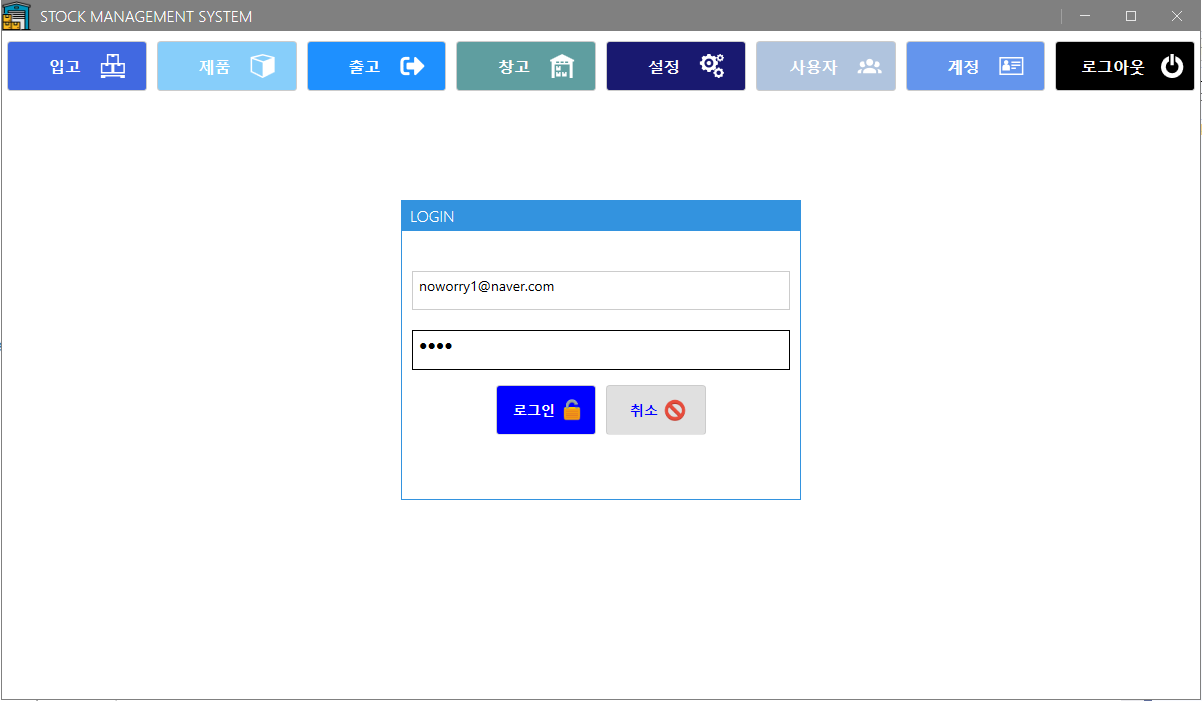 STOCK MANAGEMENT SYSTEM
입고 제품 출고 창고 설정 사용자 계정 로그아웃
LOGIN
noworry1@naver.com
••••
로그인 취소